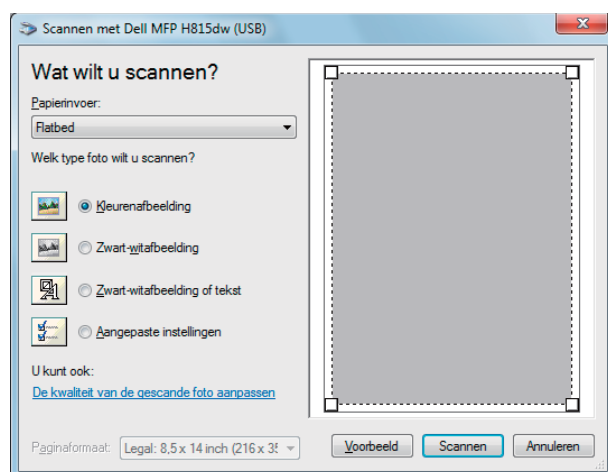 Scannen met Dell MFP H815dw (USB)
Wat wilt u scannen?
Papierinvoer:
Flatbed
Welk type foto wilt u scannen?
Kleurenafbeelding
Zwart-witafbeelding
Zwart-witafbeelding of tekst
Aangepaste instellingen
U kunt ook:
De kwaliteit van de gescande foto aanpassen
Paginaformaat: Legal: 8,5 x 14 inch (216 x
Voorbeeld Scannen Annuleren